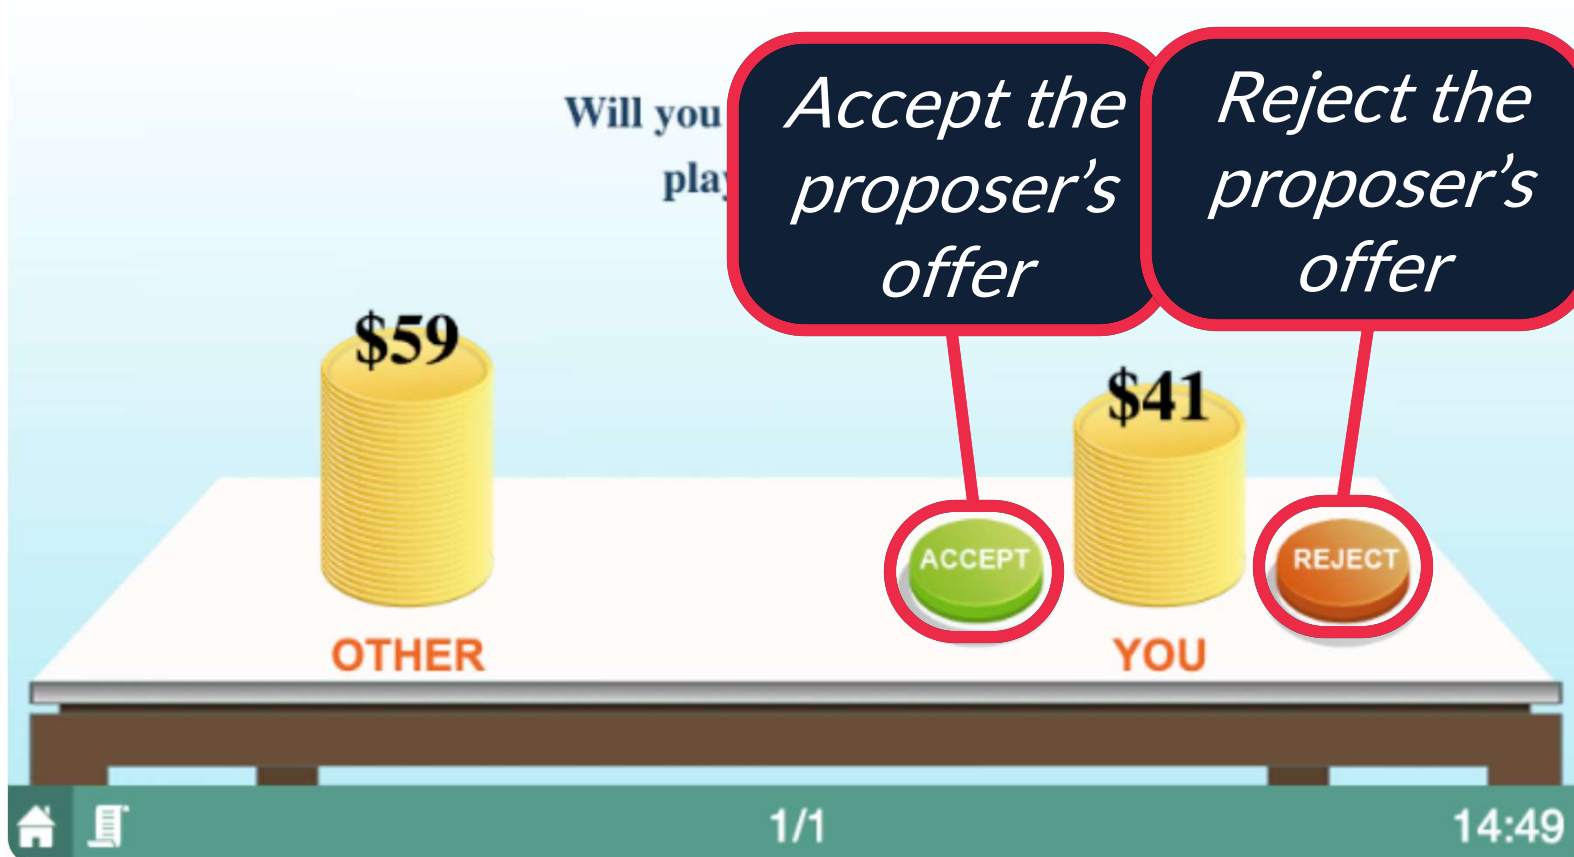 Will you
Accept the
proposer’s
offer
Reject the
proposer’s
offer
$59
$41
ACCEPT
REJECT
OTHER
YOU
1/1
14:49